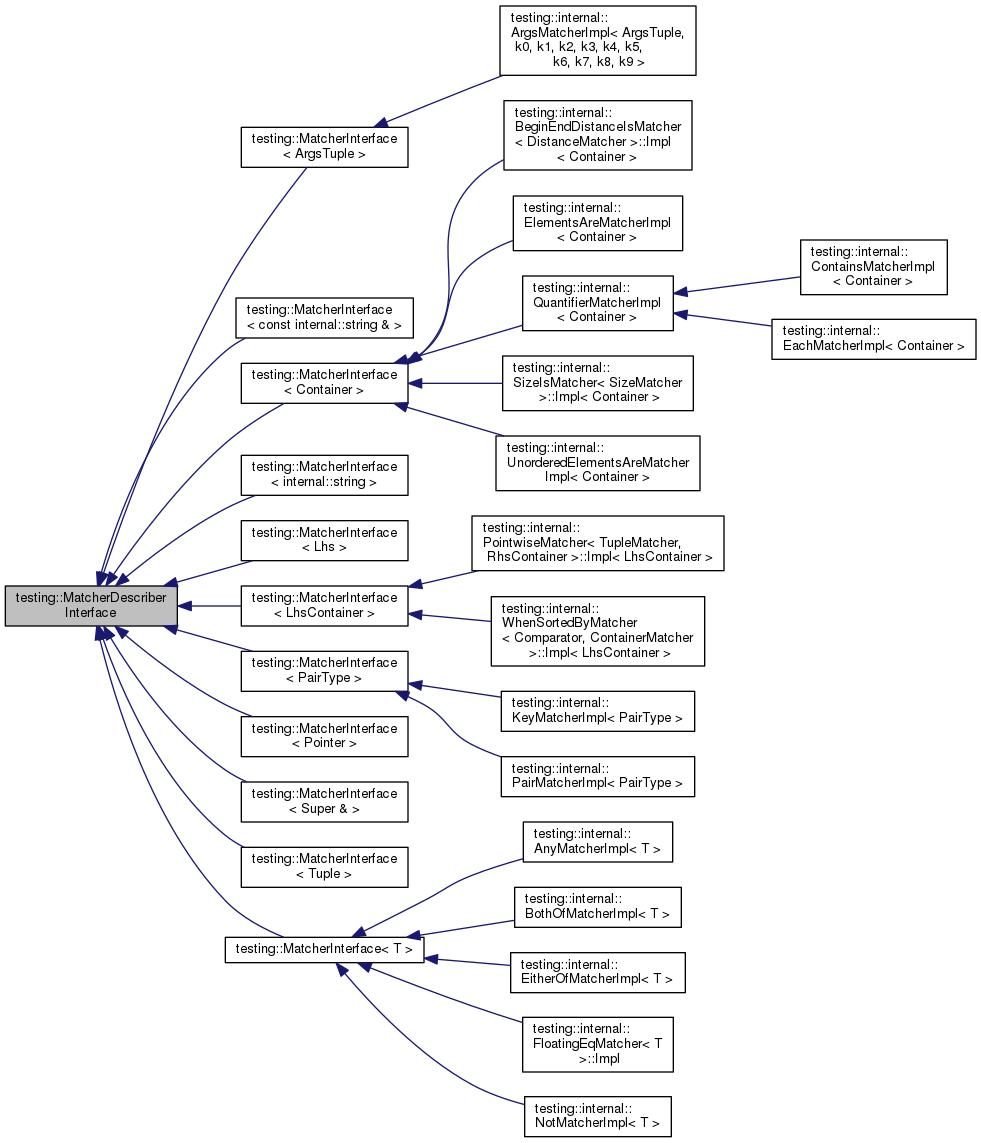 testing::internal::
ArgsMatcherImpl< ArgsTuple,
k0, k1, k2, k3, k4, k5,
k6, k7, k8, k9 >
testing::internal::
BeginEndDistanceIsMatcher
< DistanceMatcher >::Impl
< Container >
testing::MatcherInterface
< ArgsTuple >
testing::internal::
ElementsAreMatcherImpl
< Container >
testing::internal::
ContainsMatcherImpl
< Container >
testing::internal::
QuantifierMatcherImpl
< Container >
testing::MatcherInterface
< const internal::string & >
testing::internal::
EachMatcherImpl< Container >
testing::MatcherInterface
< Container >
testing::internal::
SizeIsMatcher< SizeMatcher
>::Impl< Container >
testing::internal::
UnorderedElementsAreMatcher
Impl< Container >
testing::MatcherInterface
< internal::string >
testing::MatcherInterface
< Lhs >
testing::internal::
PointwiseMatcher< TupleMatcher,
RhsContainer >::Impl< LhsContainer >
testing::MatcherDescriber
Interface
testing::MatcherInterface
< LhsContainer >
testing::internal::
WhenSortedByMatcher
< Comparator, ContainerMatcher
>::Impl< LhsContainer >
testing::MatcherInterface
< PairType >
testing::internal::
KeyMatcherImpl< PairType >
testing::MatcherInterface
< Pointer >
testing::internal::
PairMatcherImpl< PairType >
testing::MatcherInterface
< Super & >
testing::internal::
AnyMatcherImpl< T >
testing::MatcherInterface
< Tuple >
testing::internal::
BothOfMatcherImpl< T >
testing::MatcherInterface< T >
testing::internal::
EitherOfMatcherImpl< T >
testing::internal::
FloatingEqMatcher< T
>::Impl
testing::internal::
NotMatcherImpl< T >